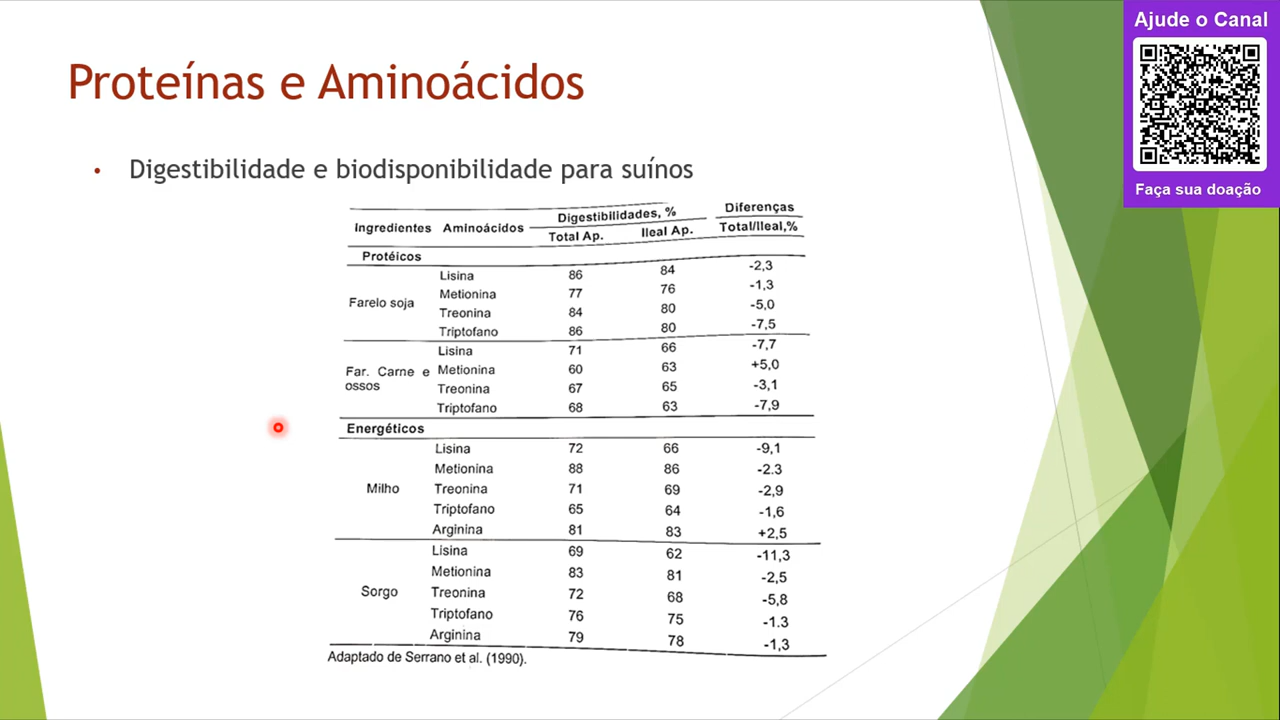 Ajude o Canal
Faça sua doação
Proteínas e Aminoácidos
• Digestibilidade e biodisponibilidade para suínos
Ingredientes Aminoácidos Digestibilidades, % Diferenças
Total Ap. Ileal Ap. Total/Ileal,%
Protéicos
Lisina 86 84 -2,3
Metionina 77 76 -1,3
Farelo soja
Treonina 84 80 -5,0
Triptofano 86 80 -7,5
Lisina 71 66 -7,7
Far. Carne e Metionina 60 63 +5,0
ossos
Treonina 67 65 -3,1
Triptofano 68 63 -7,9
Energéticos
Lisina 72 66 -9,1
Metionina 88 86 -2.3
Milho Treonina 71 69 -2,9
Triptofano 65 64 -1,6
Arginina 81 83 +2,5
Lisina 69 62 -11,3
Metionina 83 81 -2,5
Sorgo Treonina 72 68 -5,8
Triptofano 76 75 -1.3
Arginina 79 78 -1,3
Adaptado de Serrano et al. (1990).